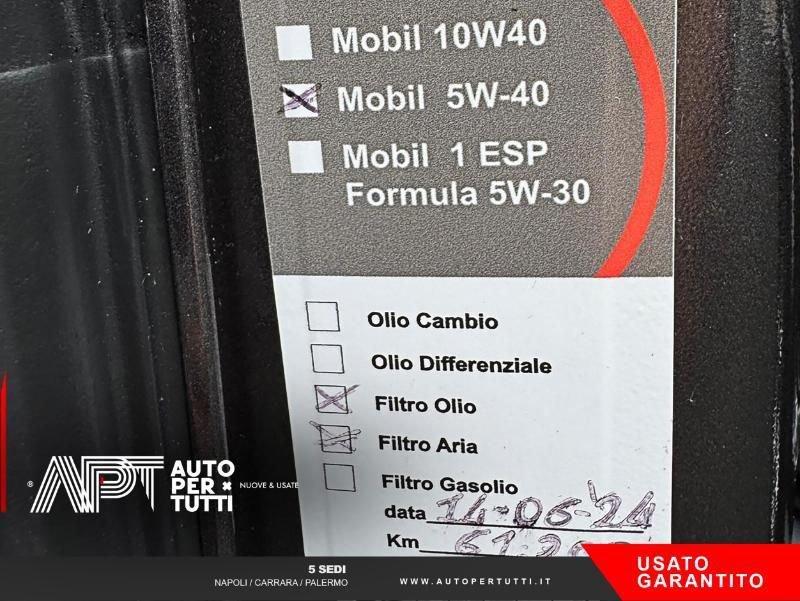 Mobil 10W40
Mobil 5W-40
Mobil 1 ESP
Formula 5W-30
Olio Cambio
Olio Differenziale
Filtro Olio
Filtro Aria
Filtro Gasolio
data 14-06-24
Km
® APT AUTO PER TUTTI NUOVE & USATE
5 SEDI
NAPOLI / CARRARA / PALERMO
WWW.AUTOPERTUTTI.IT
USATO
GARANTITO